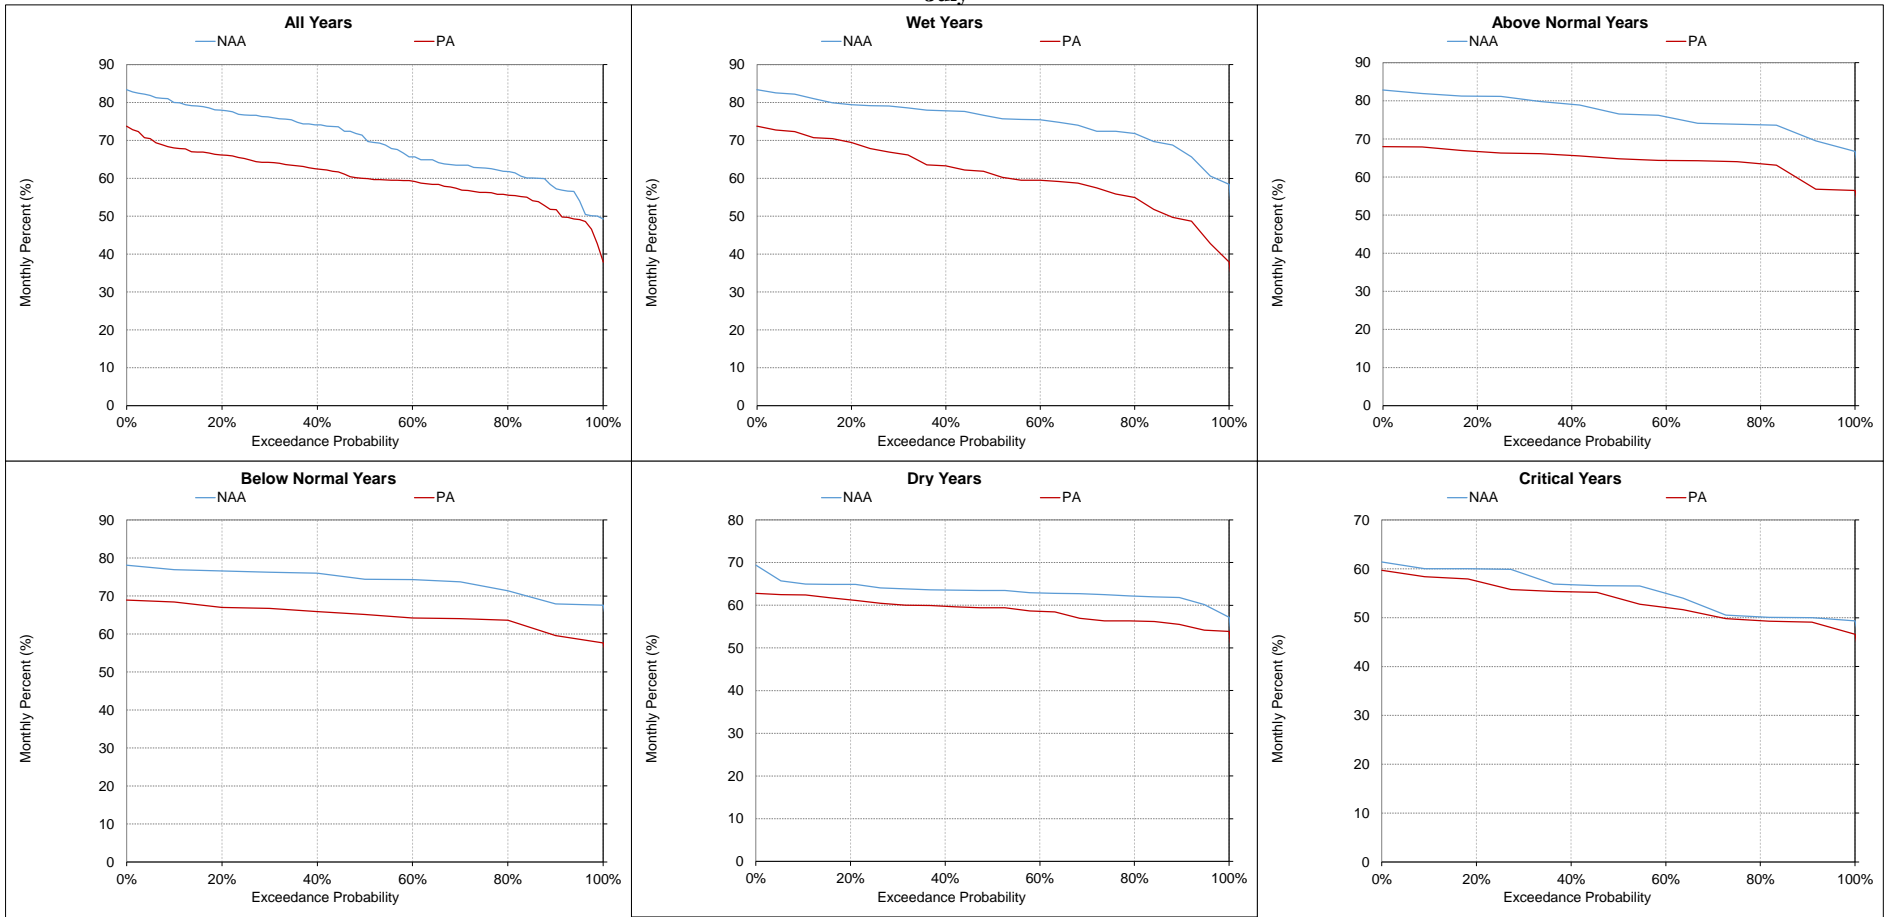 All Years
NAA PA
90
80
70
60
50
40
30
20
10
0
Monthly Percent (%)
0% 20% 40% 60% 80% 100%
Exceedance Probability
Wet Years
NAA PA
90
80
70
60
50
40
30
20
10
0
Monthly Percent (%)
0% 20% 40% 60% 80% 100%
Exceedance Probability
Above Normal Years
NAA PA
90
80
70
60
50
40
30
20
10
0
Monthly Percent (%)
0% 20% 40% 60% 80% 100%
Exceedance Probability
Below Normal Years
NAA PA
90
80
70
60
50
40
30
20
10
0
Monthly Percent (%)
0% 20% 40% 60% 80% 100%
Exceedance Probability
Dry Years
NAA PA
80
70
60
50
40
30
20
10
0
Monthly Percent (%)
0% 20% 40% 60% 80% 100%
Exceedance Probability
Critical Years
NAA PA
70
60
50
40
30
20
10
0
Monthly Percent (%)
0% 20% 40% 60% 80% 100%
Exceedance Probability